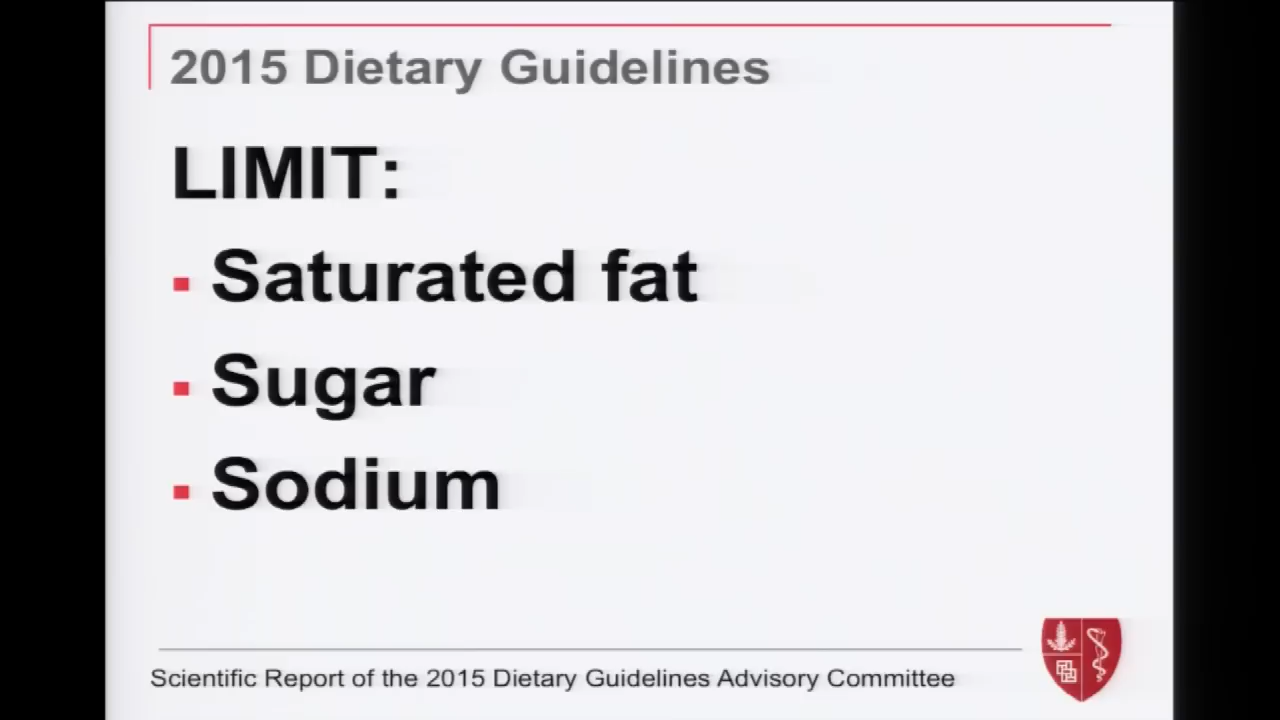 2015 Dietary Guidelines
LIMIT:
Saturated fat
Sugar
Sodium
Scientific Report of the 2015 Dietary Guidelines Advisory Committee